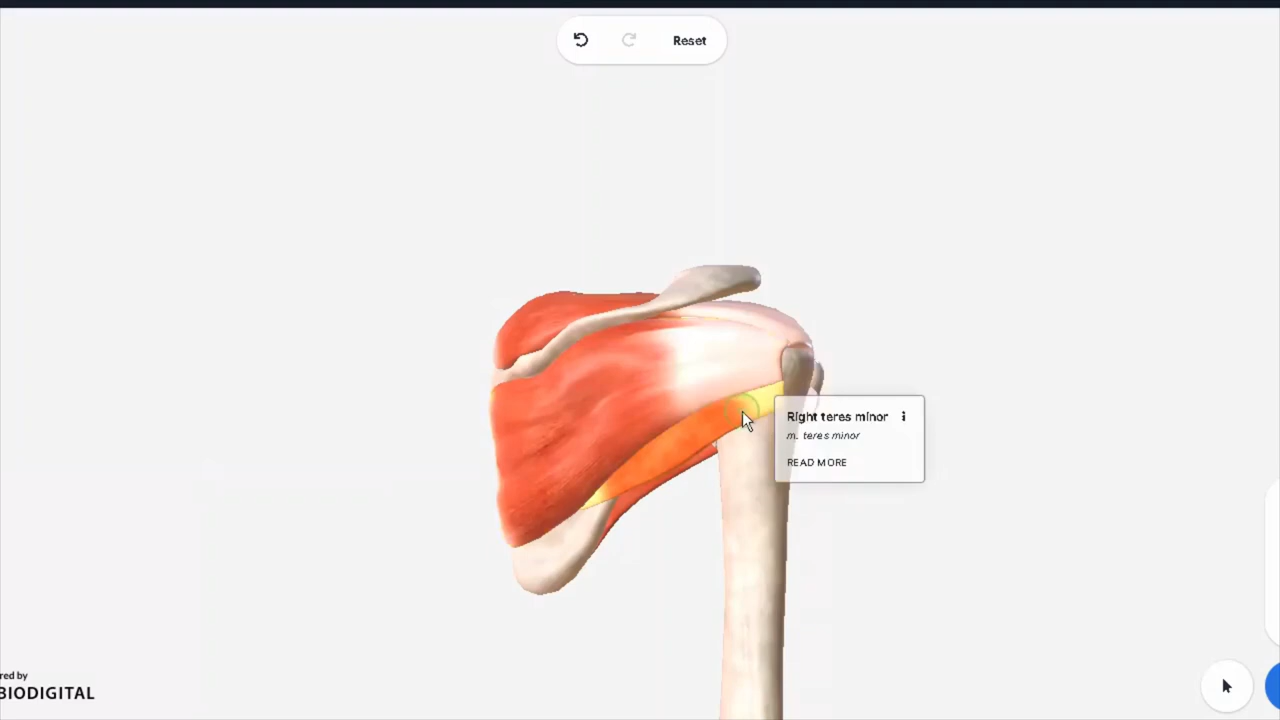 Reset
Right teres minor
m. teres minor
READ MORE
red by
BIODIGITAL